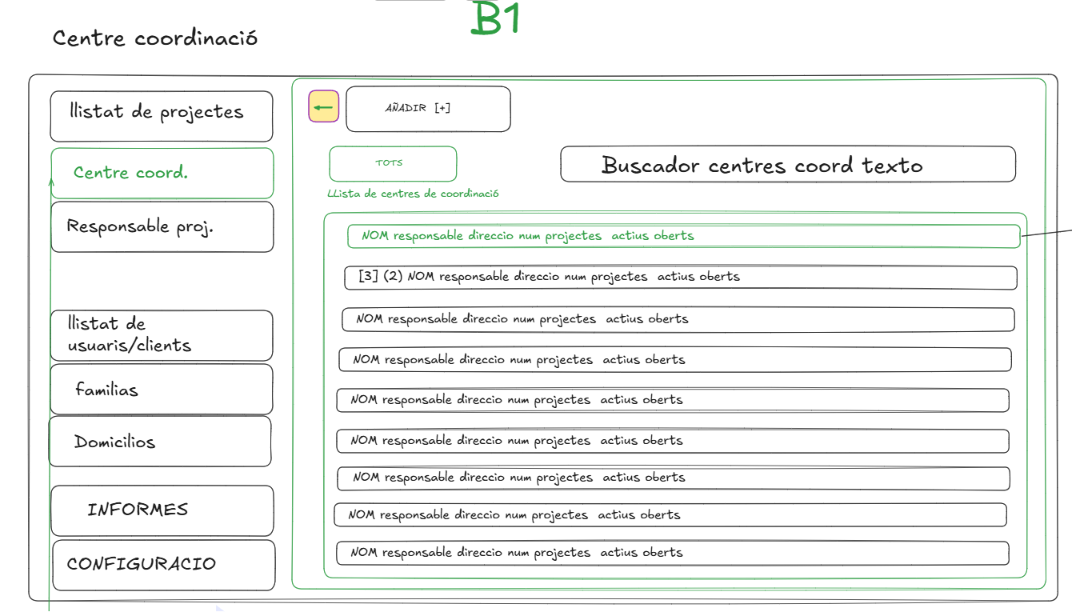 B1
Centre coordinació
llistat de projectes
Centre coord.
Responsable proj.
llistat de
usuaris/clients
familias
Domicilios
INFORMES
CONFIGURACIO
AÑADIR [+]
TOTS
Buscador centres coord texto
LLista de centres de coordinació
NOM responsable direccio num projectes actius oberts
[3] (2) NOM responsable direccio num projectes actius oberts
NOM responsable direccio num projectes actius oberts
NOM responsable direccio num projectes actius oberts
NOM responsable direccio num projectes actius oberts
NOM responsable direccio num projectes actius oberts
NOM responsable direccio num projectes actius oberts
NOM responsable direccio num projectes actius oberts
NOM responsable direccio num projectes actius oberts